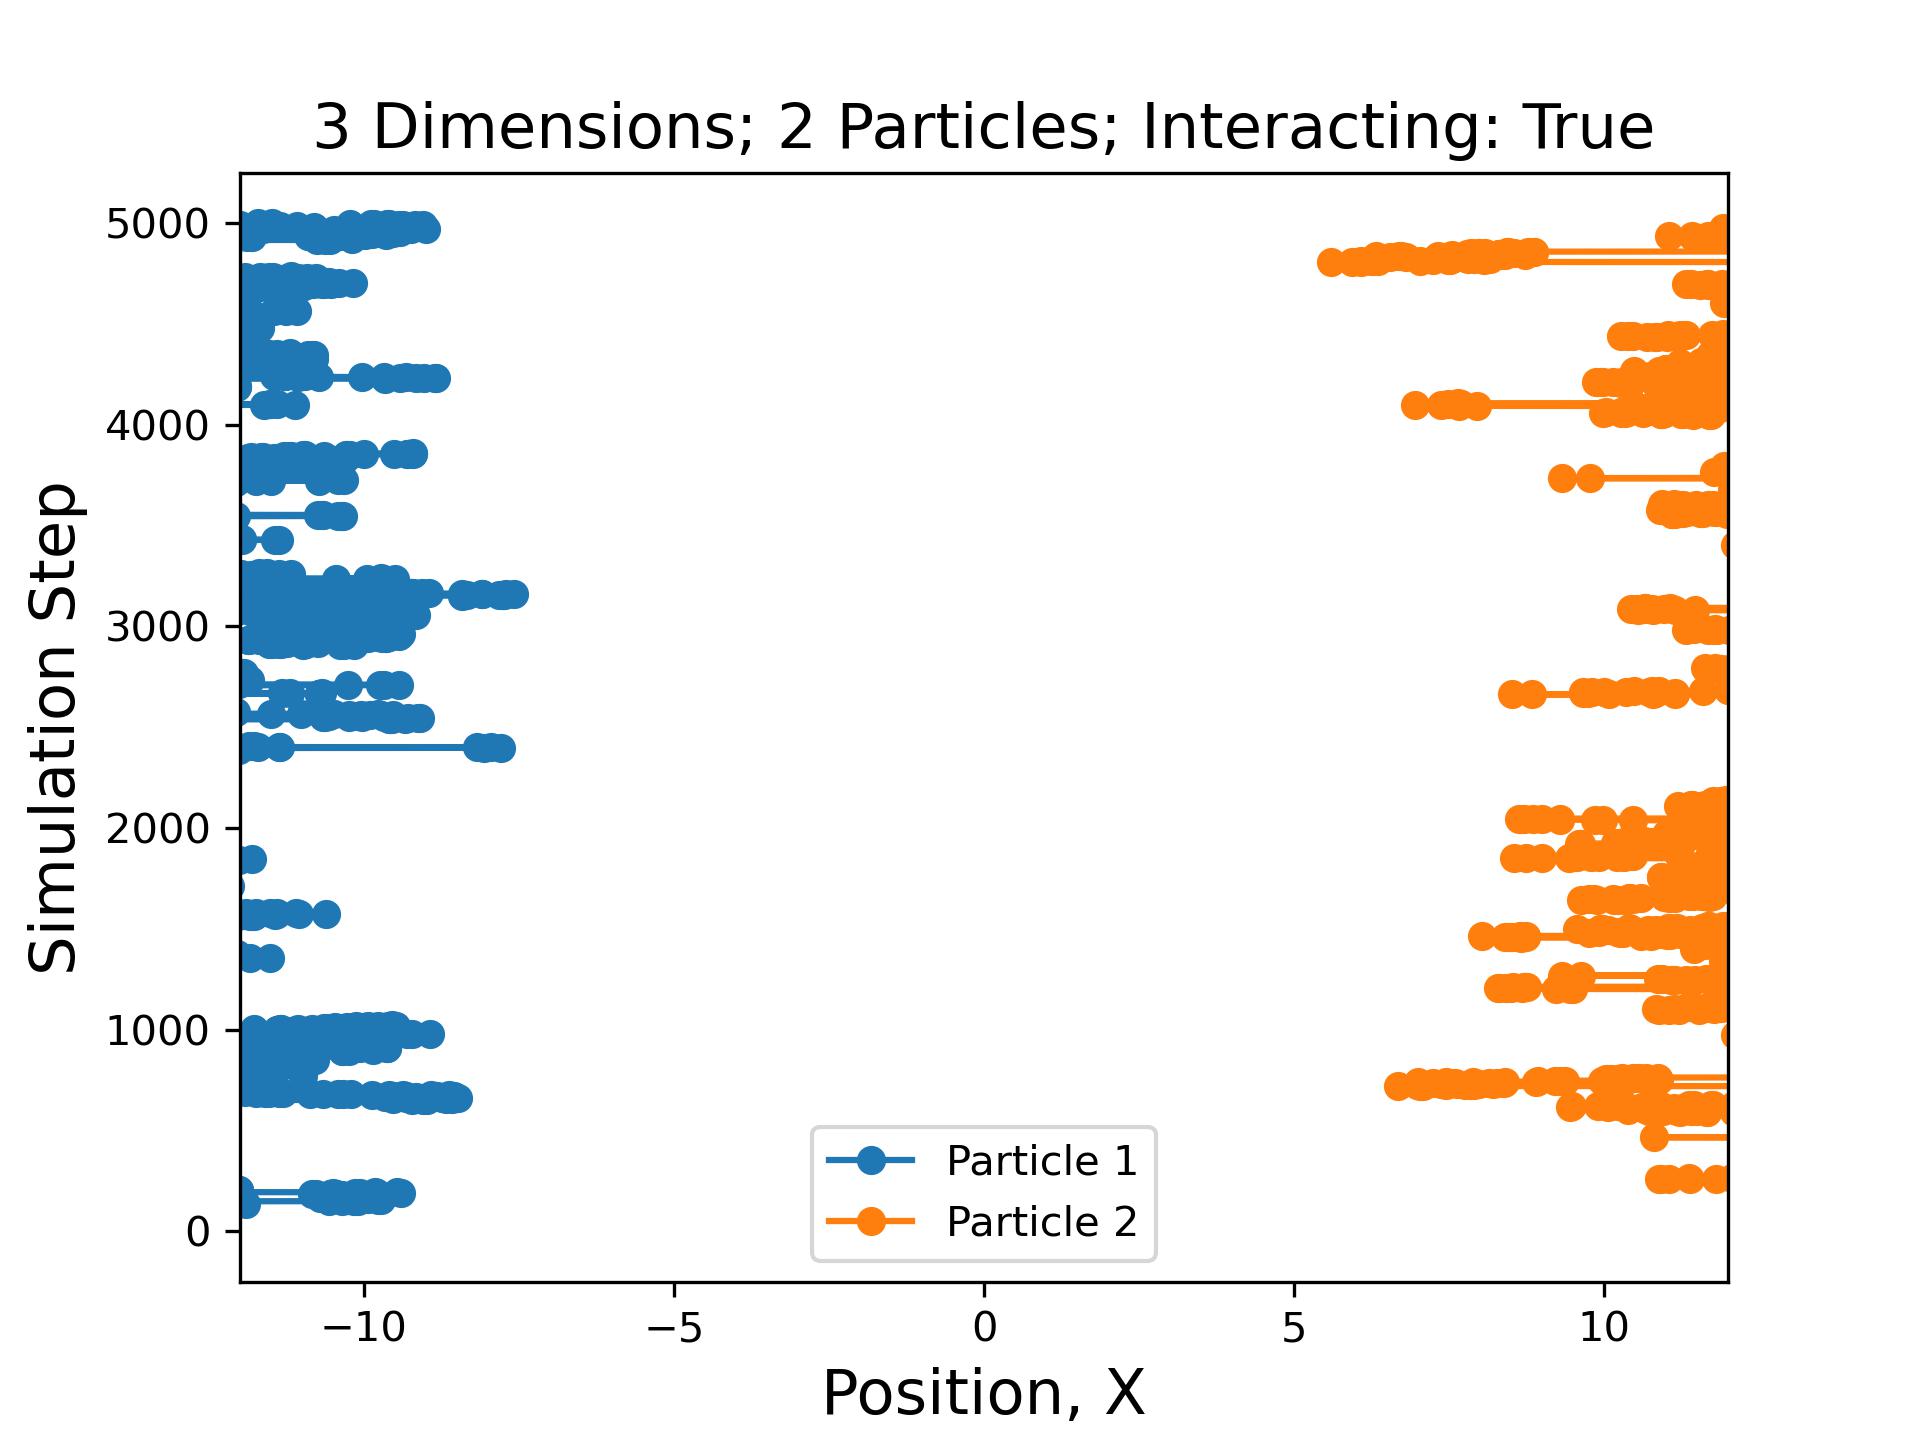 3 Dimensions; 2 Particles; Interacting: True
Simulation Step
5000
4000
3000
2000
1000
0
Particle 1
Particle 2
−10
−5
0
5
10
Position, X